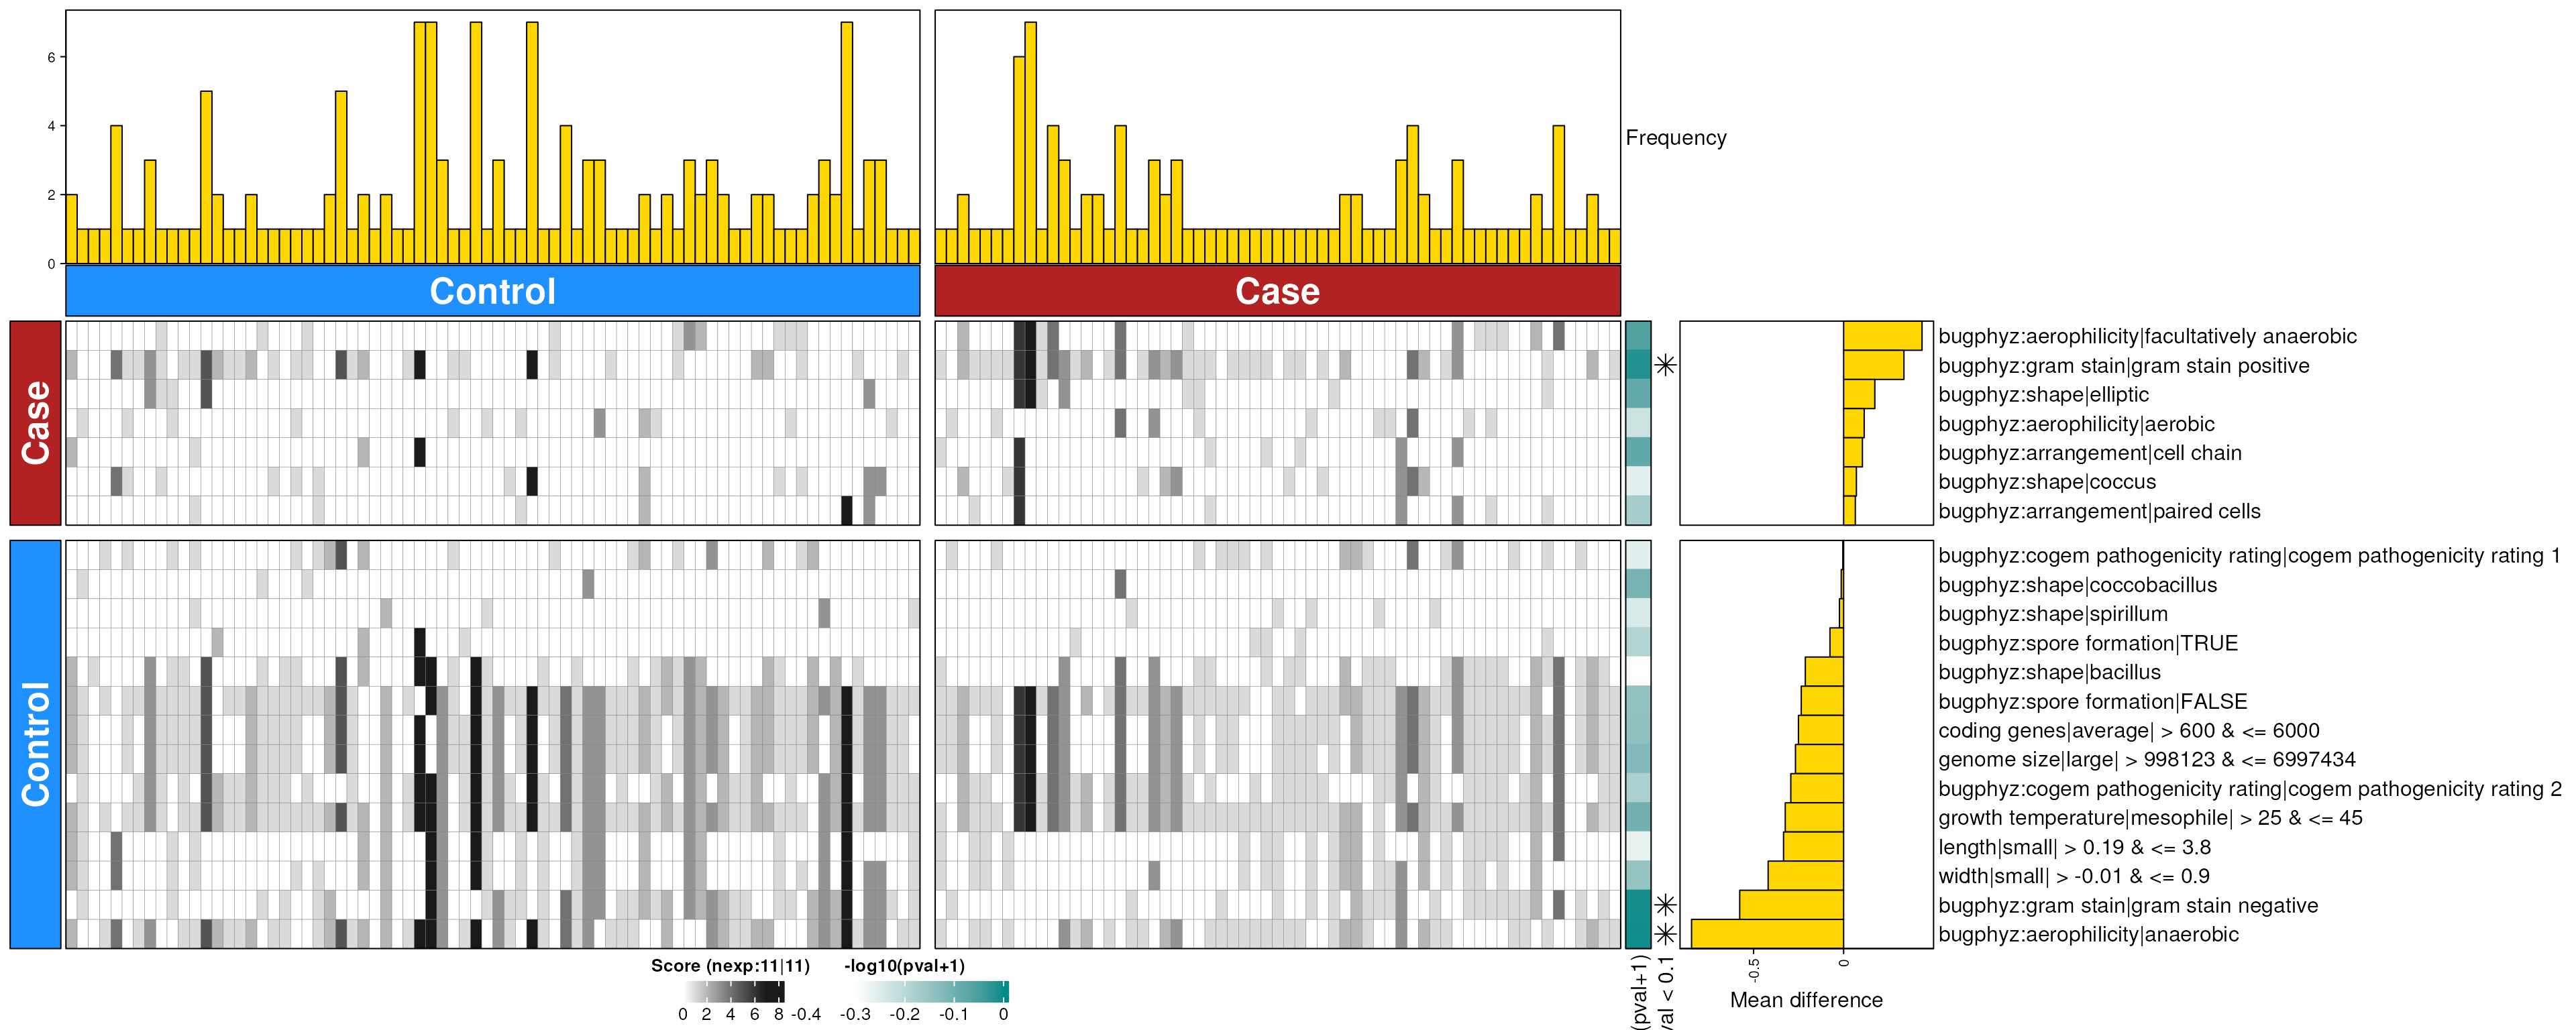 6
4
2
0
Frequency
Control
Case
Case
bugphyz:aerophilicity|facultatively anaerobic
bugphyz:gram stain|gram stain positive
bugphyz:shape|elliptic
bugphyz:aerophilicity|aerobic
bugphyz:arrangement|cell chain
bugphyz:shape|coccus
bugphyz:arrangement|paired cells
Control
bugphyz:cogem pathogenicity rating|cogem pathogenicity rating 1
bugphyz:shape|coccobacillus
bugphyz:shape|spirillum
bugphyz:spore formation|TRUE
bugphyz:shape|bacillus
bugphyz:spore formation|FALSE
coding genes|average| > 600 & <= 6000
genome size|large| > 998123 & <= 6997434
bugphyz:cogem pathogenicity rating|cogem pathogenicity rating 2
growth temperature|mesophile| > 25 & <= 45
length|small| > 0.19 & <= 3.8
width|small| > -0.01 & <= 0.9
bugphyz:gram stain|gram stain negative
bugphyz:aerophilicity|anaerobic
(pval+1)
val < 0.1
-0.5
0
Mean difference
Score (nexp:11|11)
0 2 4 6 8
-log10(pval+1)
-0.4 -0.3 -0.2 -0.1 0